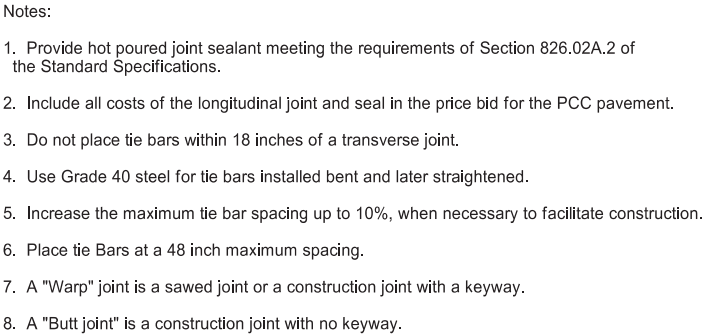 Notes:
1. Provide hot poured joint sealant meeting the requirements of Section 826.02A.2 of
the Standard Specifications.
2. Include all costs of the longitudinal joint and seal in the price bid for the PCC pavement.
3. Do not place tie bars within 18 inches of a transverse joint.
4. Use Grade 40 steel for tie bars installed bent and later straightened.
5. Increase the maximum tie bar spacing up to 10%, when necessary to facilitate construction.
6. Place tie Bars at a 48 inch maximum spacing.
7. A "Warp" joint is a sawed joint or a construction joint with a keyway.
8. A "Butt joint" is a construction joint with no keyway.